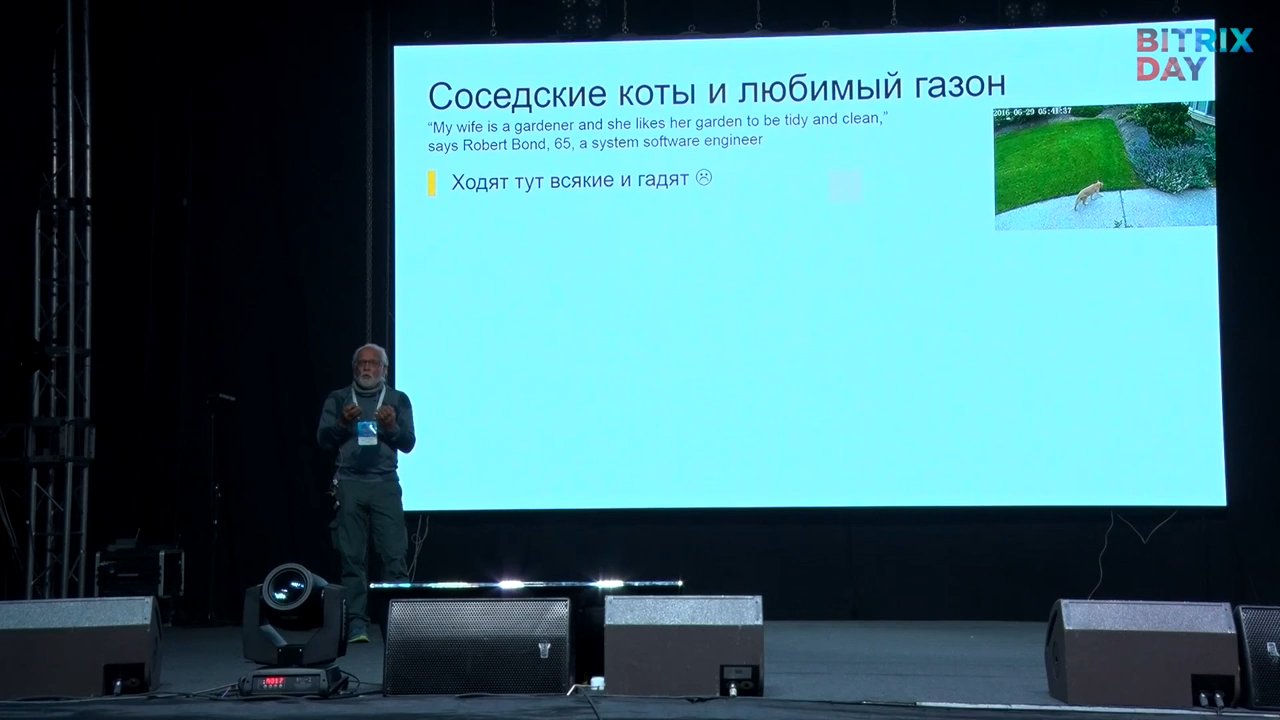 BITRIX
DAY
Соседские коты и любимый газон
“My wife is a gardener and she likes her garden to be tidy and clean,”
says Robert Bond, 65, a system software engineer
Ходят тут всякие и гадят ☹
2016-06-29 05:41:37